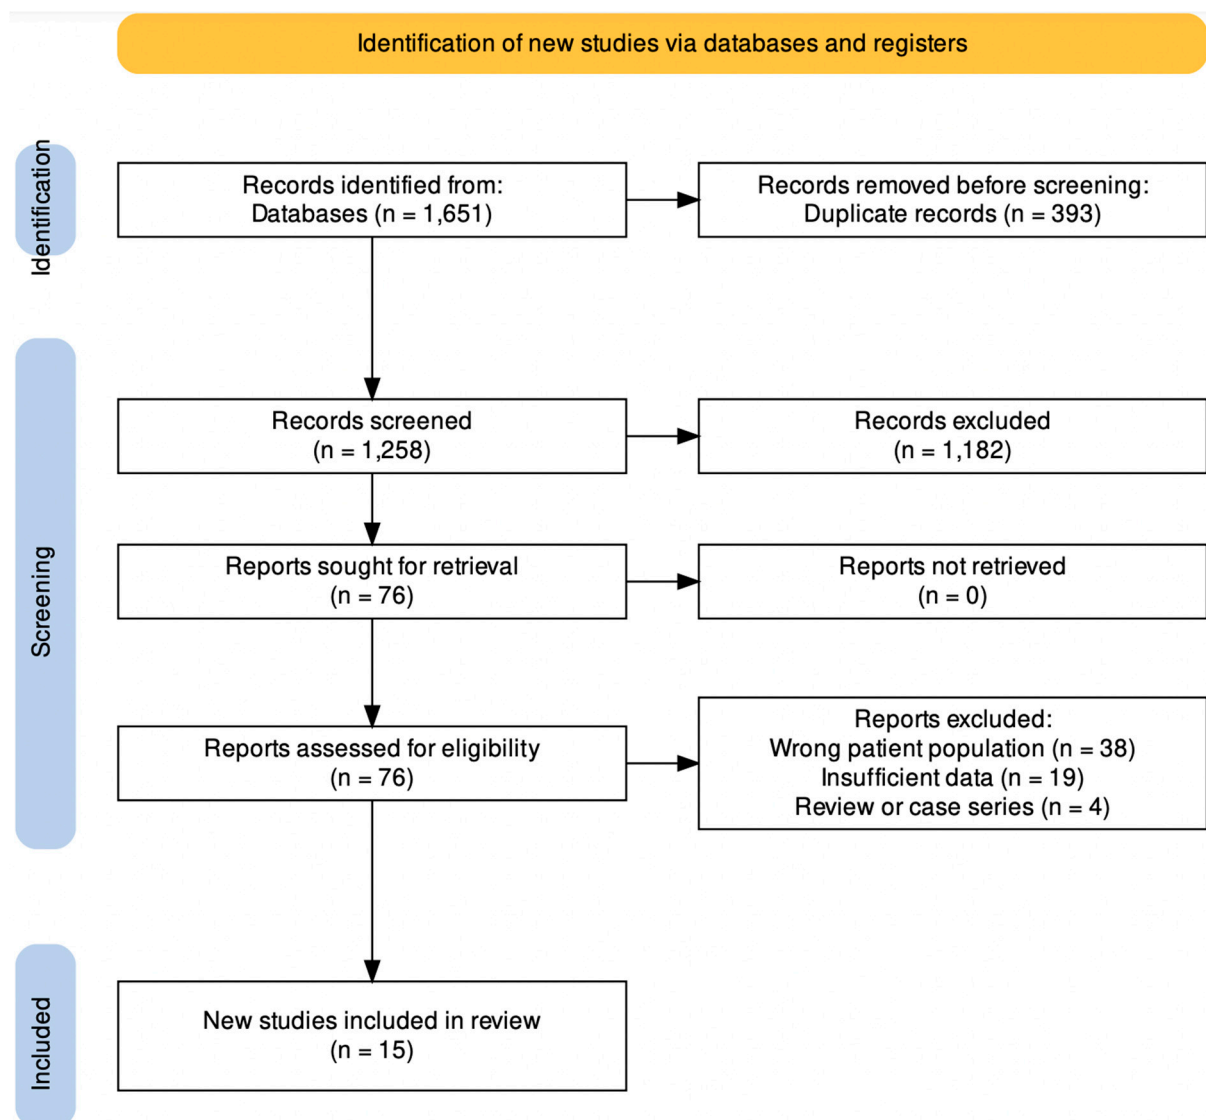 Identification of new studies via databases and registers
Identification
Records identified from:
Databases (n = 1,651)
Records removed before screening:
Duplicate records (n = 393)
Screening
Records screened
(n = 1,258)
Records excluded
(n = 1,182)
Reports sought for retrieval
(n = 76)
Reports not retrieved
(n = 0)
Reports assessed for eligibility
(n = 76)
Reports excluded:
Wrong patient population (n = 38)
Insufficient data (n = 19)
Review or case series (n = 4)
Included
New studies included in review
(n = 15)